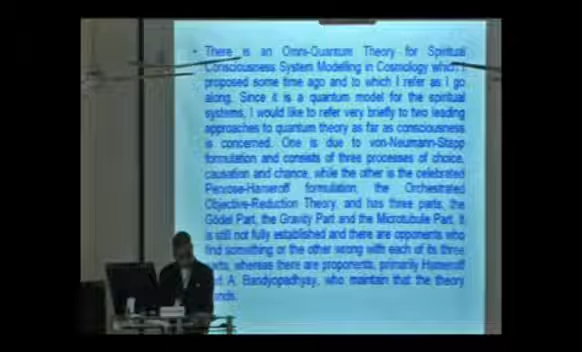 • There is an Omni-Quantum Theory for Spiritual
Consciousness System Modelling in Cosmology which I
proposed some time ago and to which I refer as I go
along. Since it is a quantum model for the spiritual
systems, I would like to refer very briefly to two leading
approaches to quantum theory as far as consciousness
is concerned. One is due to von-Neumann-Stapp
formulation and consists of three processes of choice,
causation and chance, while the other is the celebrated
Penrose-Hameroff formulation, the Orchestrated
Objective-Reduction Theory, and has three parts, the
Gödel Part, the Gravity Part and the Microtubule Part. It
is still not fully established and there are opponents who
find something or the other wrong with each of its three
whereas there are proponents, primarily Hameroff
A. Bandyopadhyay, who maintain that the theory